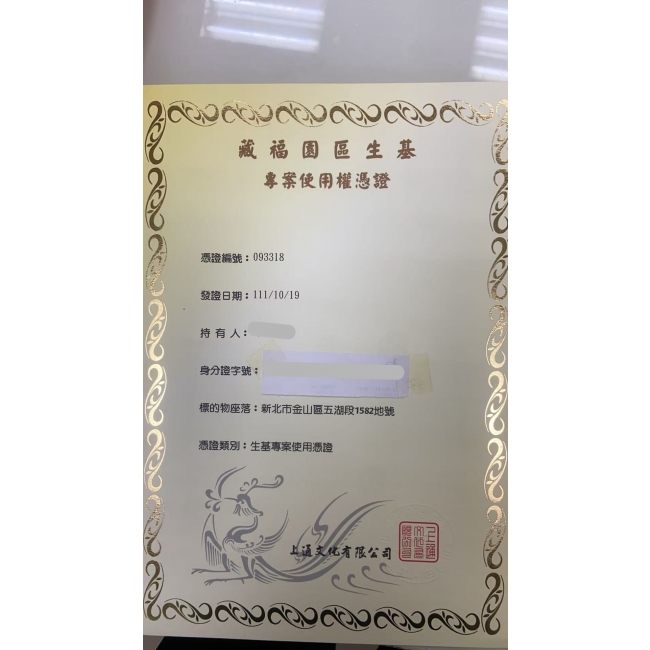 藏福園區生基
專案使用權憑證
憑證編號：093318
發證日期：111/10/19
持有人：
身分證字號：
標的物座落：新北市金山區五湖段1582地號
憑證類別：生基專案使用憑證
上通文化有限公司